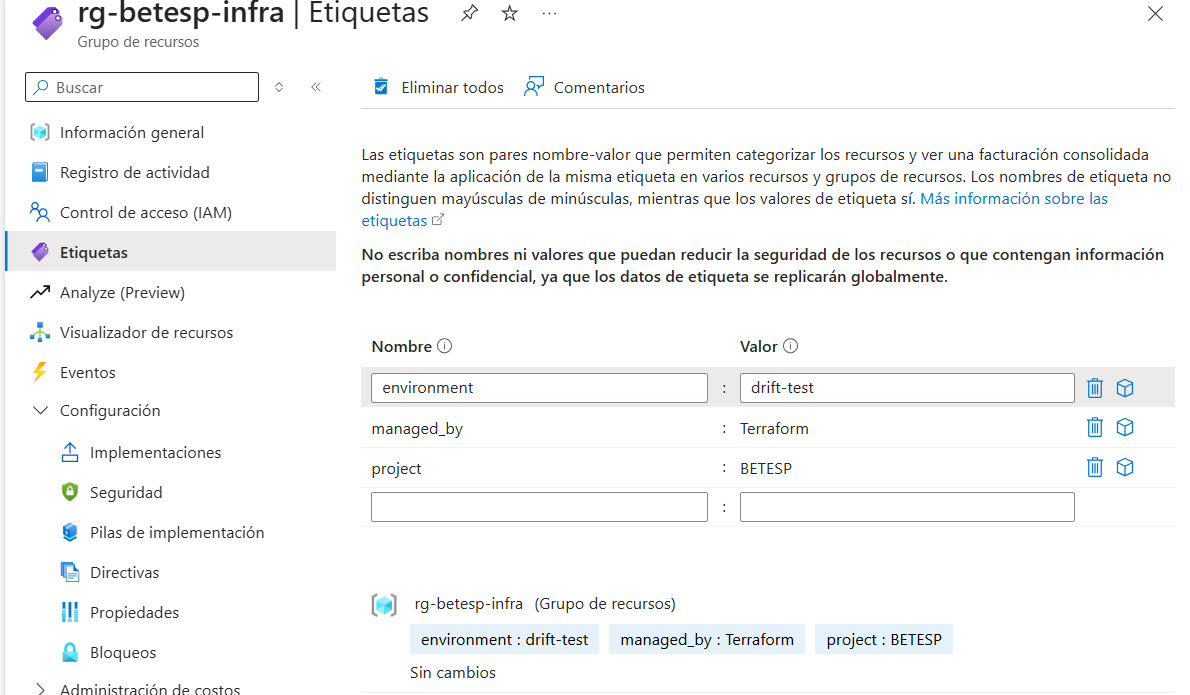 rg-betesp-infra | Etiquetas
Grupo de recursos
Buscar
Información general
Registro de actividad
Control de acceso (IAM)
Etiquetas
Analyze (Preview)
Visualizador de recursos
Eventos
Configuración
Implementaciones
Seguridad
Pilas de implementación
Directivas
Propiedades
Bloqueos
Administración de costos
Eliminar todos
Comentarios
Las etiquetas son pares nombre-valor que permiten categorizar los recursos y ver una facturación consolidada
mediante la aplicación de la misma etiqueta en varios recursos y grupos de recursos. Los nombres de etiqueta no
distinguen mayúsculas de minúsculas, mientras que los valores de etiqueta sí. Más información sobre las
etiquetas
No escriba nombres ni valores que puedan reducir la seguridad de los recursos o que contengan información
personal o confidencial, ya que los datos de etiqueta se replicarán globalmente.
Nombre Valor
environment : drift-test
managed_by : Terraform
project : BETESP
:
rg-betesp-infra (Grupo de recursos)
environment : drift-test managed_by : Terraform project : BETESP
Sin cambios